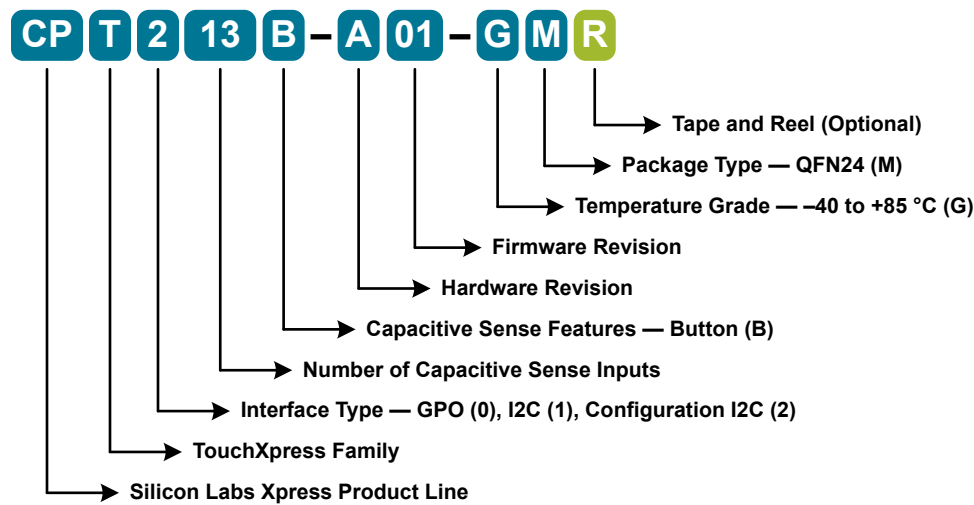 CP T 2 13 B – A 01 – G M R
Tape and Reel (Optional)
Package Type — QFN24 (M)
Temperature Grade — –40 to +85 °C (G)
Firmware Revision
Hardware Revision
Capacitive Sense Features — Button (B)
Number of Capacitive Sense Inputs
Interface Type — GPO (0), I2C (1), Configuration I2C (2)
TouchXpress Family
Silicon Labs Xpress Product Line